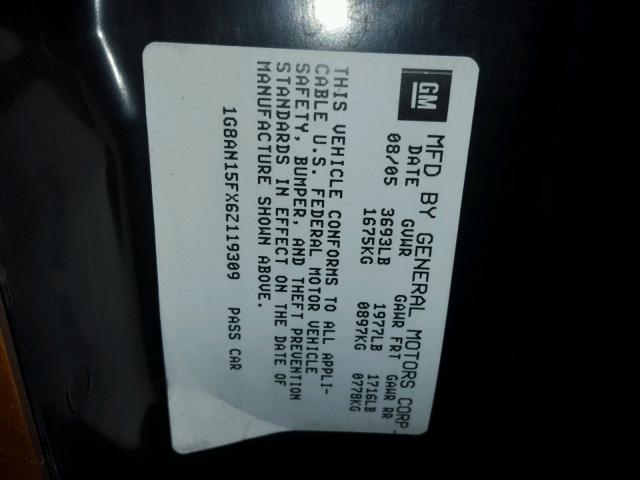 GM
MFD BY GENERAL MOTORS CORP.
DATE GVWR GAWR FRT GAWR RR
08/05 3693LB 1977LB 1716LB
1675KG 0897KG 0778KG
THIS VEHICLE CONFORMS TO ALL APPLI-
CABLE U.S. FEDERAL MOTOR VEHICLE
SAFETY, BUMPER, AND THEFT PREVENTION
STANDARDS IN EFFECT ON THE DATE OF
MANUFACTURE SHOWN ABOVE.
1G8AN15FX6Z119309 PASS CAR